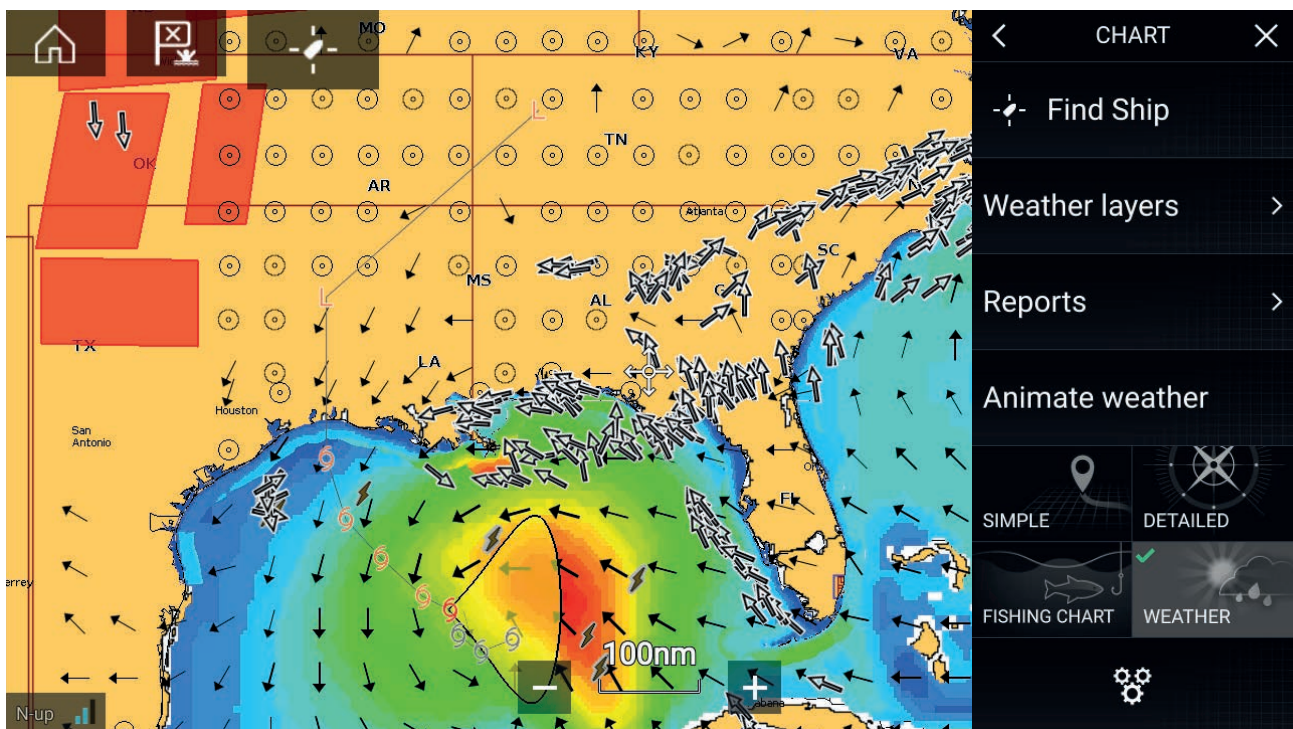 MO
KY
VA
TN
OK
AR
Atlanta
SC
MS
AL
L
L
TX
LA
Houston
San
Antonio
FL
100nm
N-up
CHART
Find Ship
Weather layers
Reports
Animate weather
SIMPLE
DETAILED
FISHING CHART
WEATHER